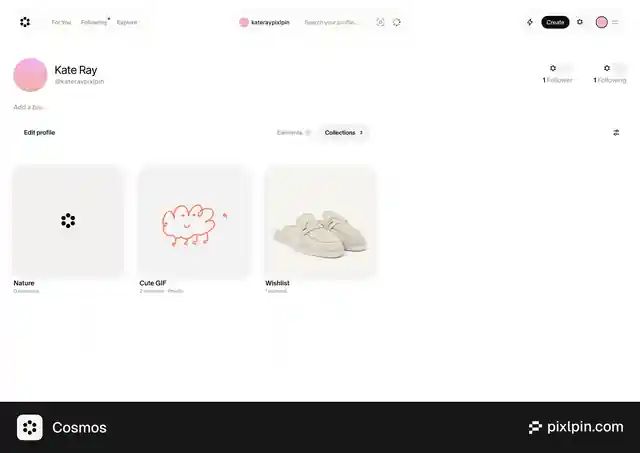 For You Following Explore
kateraypixlpin Search your profile...
Create
Kate Ray
@kateraypixlpin
1 Follower 1 Following
Add a bio...
Edit profile
Elements Collections 3
Nature Cute GIF Wishlist
Cosmos
pixlpin.com